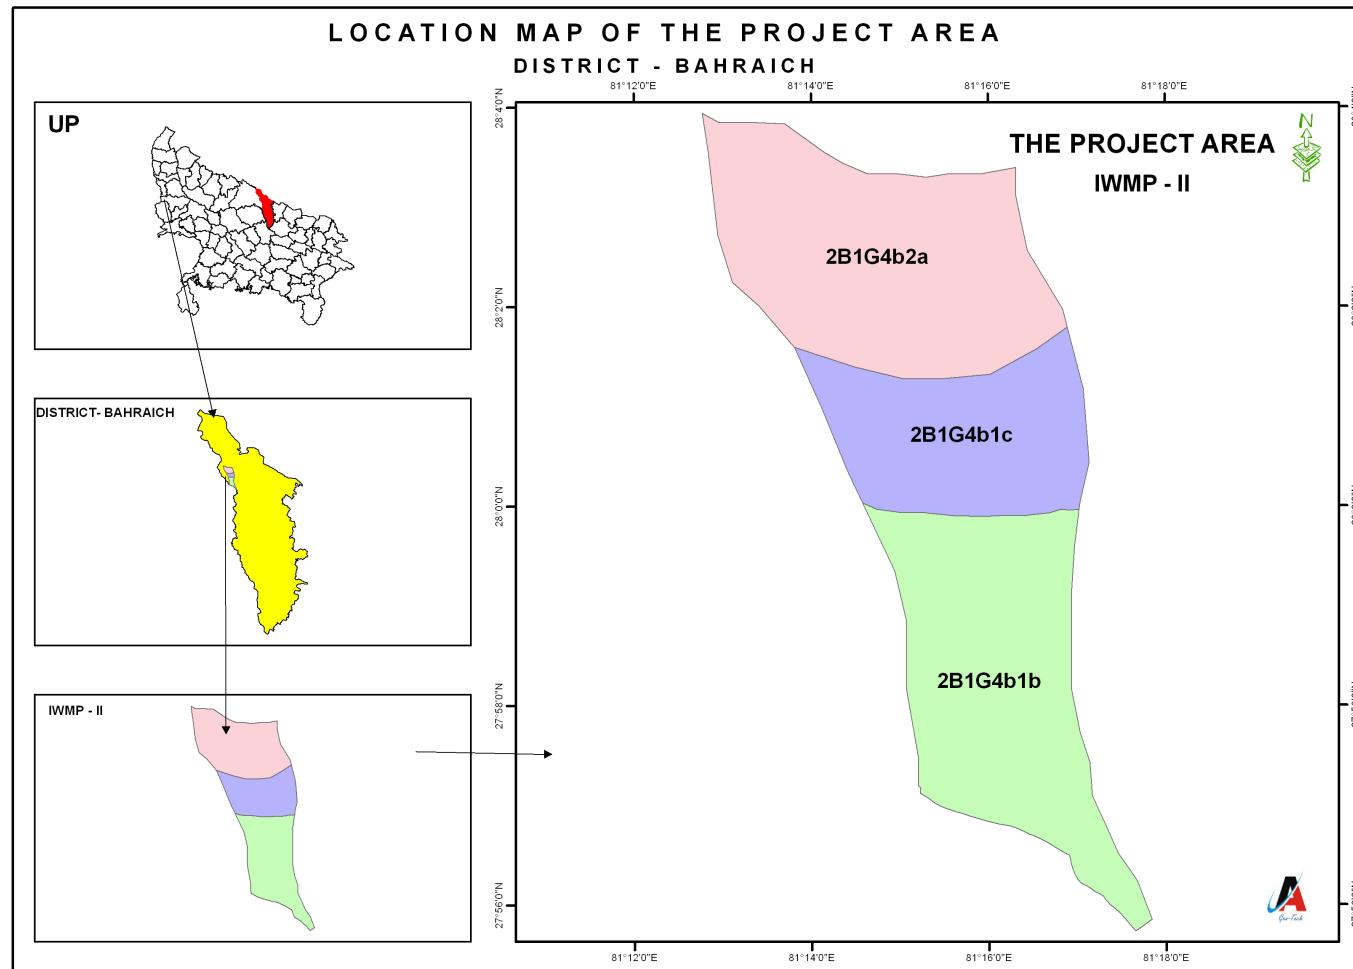 LOCATION MAP OF THE PROJECT AREA
DISTRICT - BAHRAICH
UP
DISTRICT- BAHRAICH
IWMP - II
81°12'0"E 81°14'0"E 81°16'0"E 81°18'0"E
THE PROJECT AREA
IWMP - II
N
28°4'0"N
28°2'0"N
28°0'0"N
27°58'0"N
27°56'0"N
2B1G4b2a
2B1G4b1c
2B1G4b1b
A
Geo-Tech
81°12'0"E 81°14'0"E 81°16'0"E 81°18'0"E